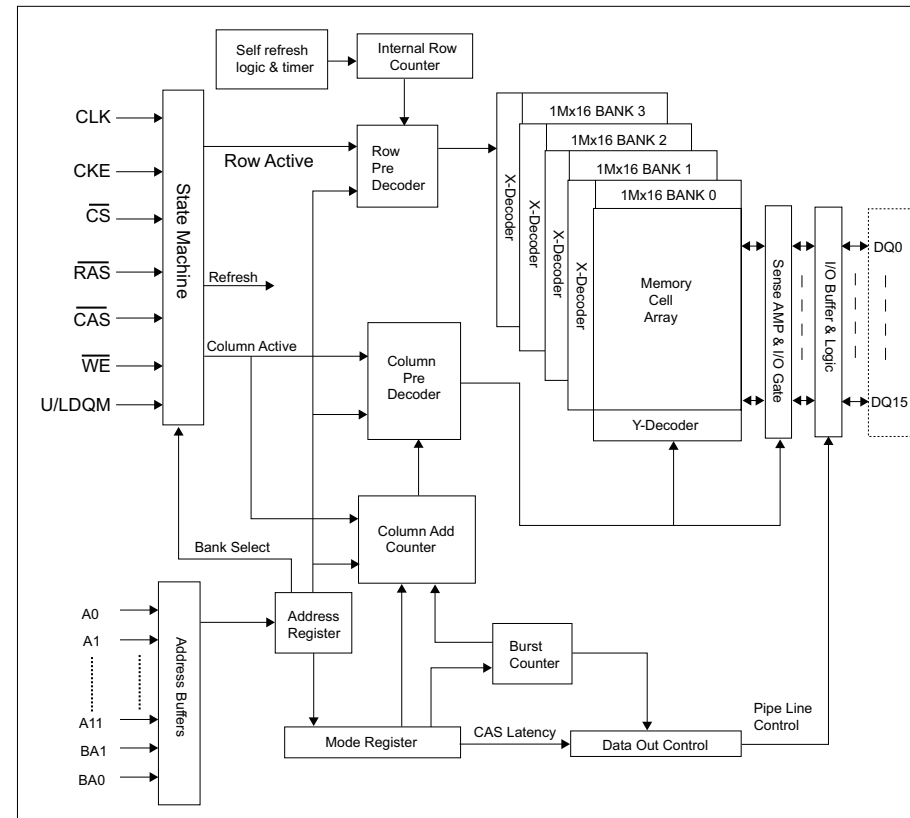 Self refresh
logic & timer
Internal Row
Counter
CLK
CKE
CS
RAS
CAS
WE
U/LDQM
State Machine
Row Active
Refresh
Column Active
Bank Select
Row
Pre
Decoder
Column
Pre
Decoder
Column Add
Counter
1Mx16 BANK 3
1Mx16 BANK 2
1Mx16 BANK 1
1Mx16 BANK 0
X-Decoder
X-Decoder
X-Decoder
X-Decoder
Memory
Cell
Array
Y-Decoder
Sense AMP & I/O Gate
I/O Buffer & Logic
DQ0
DQ15
A0
A1
A11
BA1
BA0
Address Buffers
Address
Register
Burst
Counter
Mode Register
CAS Latency
Data Out Control
Pipe Line
Control